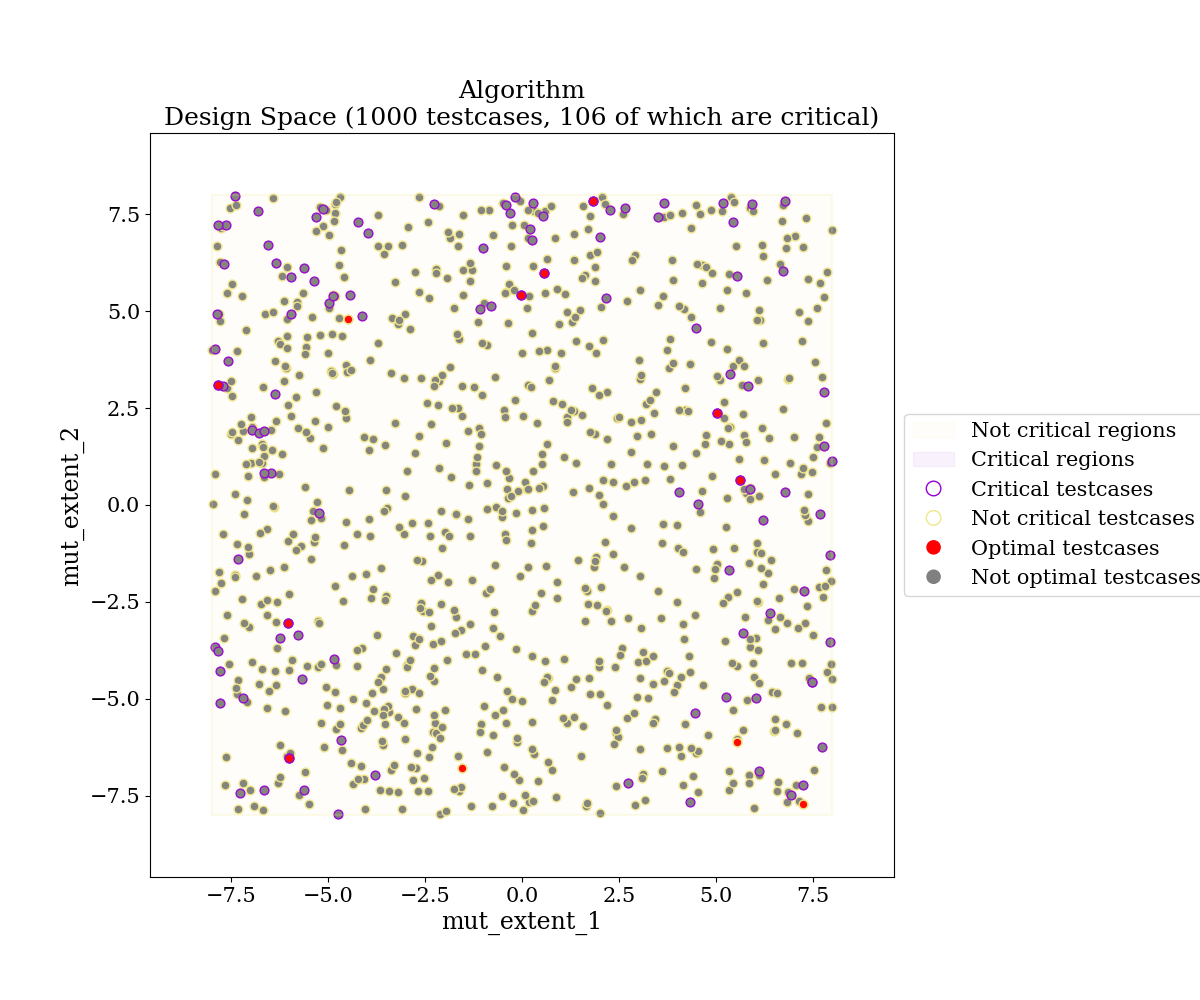 Algorithm
Design Space (1000 testcases, 106 of which are critical)
7.5
5.0
2.5
0.0
−2.5
−5.0
−7.5
mut_extent_2
−7.5 −5.0 −2.5 0.0 2.5 5.0 7.5
mut_extent_1
Not critical regions
Critical regions
Critical testcases
Not critical testcases
Optimal testcases
Not optimal testcases